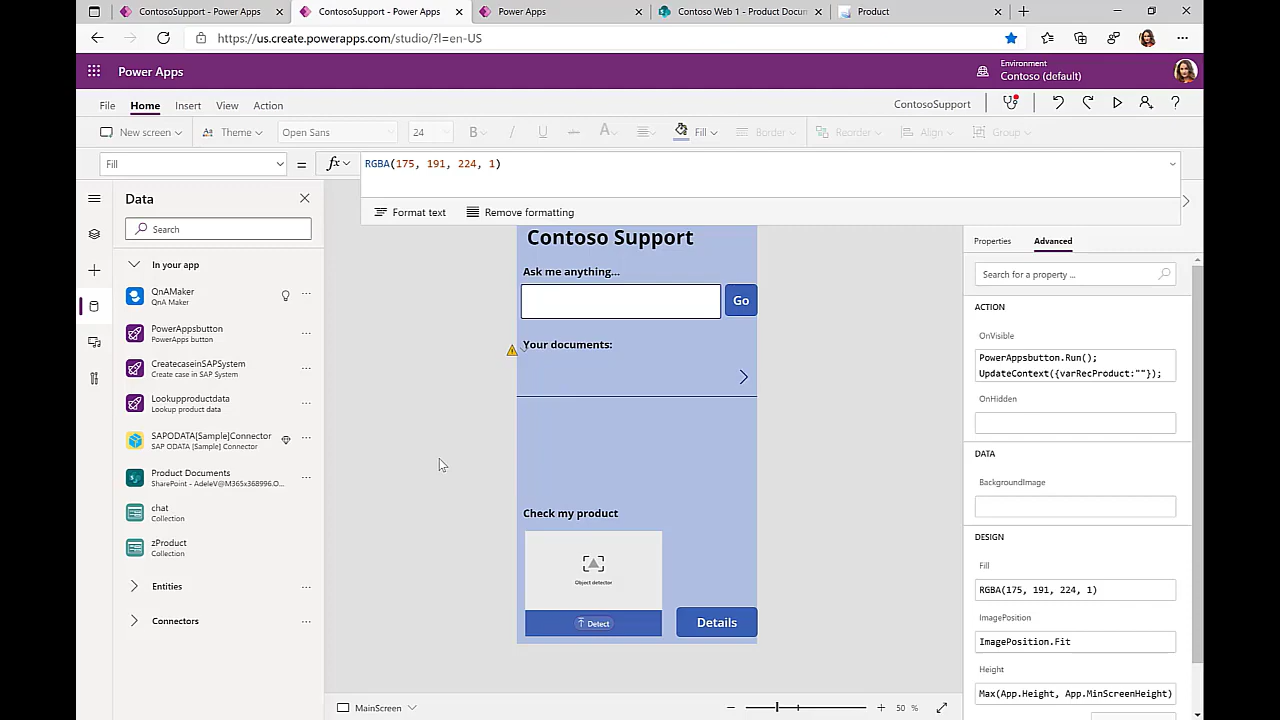 ContosoSupport - Power Apps
ContosoSupport - Power Apps
Power Apps
Contoso Web 1 - Product Docum
Product
https://us.create.powerapps.com/studio/?l=en-US
Power Apps
Environment
Contoso (default)
File
Home
Insert
View
Action
ContosoSupport
New screen
Theme
Open Sans
24
B
Fill
Border
Reorder
Align
Group
Fill
=
fx
RGBA(175, 191, 224, 1)
Format text
Remove formatting
Data
Search
In your app
QnAMaker
QnA Maker
PowerAppsbutton
PowerApps button
CreatecaseinSAPSystem
Create case in SAP System
Lookupproductdata
Lookup product data
SAPODATA[Sample]Connector
SAP ODATA [Sample] Connector
Product Documents
SharePoint - AdeleV@M365x368996.O...
chat
Collection
zProduct
Collection
Entities
Connectors
Contoso Support
Ask me anything...
Go
Your documents:
Check my product
Object detector
Detect
Details
Properties
Advanced
Search for a property ...
ACTION
OnVisible
PowerAppsbutton.Run();
UpdateContext({varRecProduct:""});
OnHidden
DATA
BackgroundImage
DESIGN
Fill
RGBA(175, 191, 224, 1)
ImagePosition
ImagePosition.Fit
Height
Max(App.Height, App.MinScreenHeight)
MainScreen
50 %